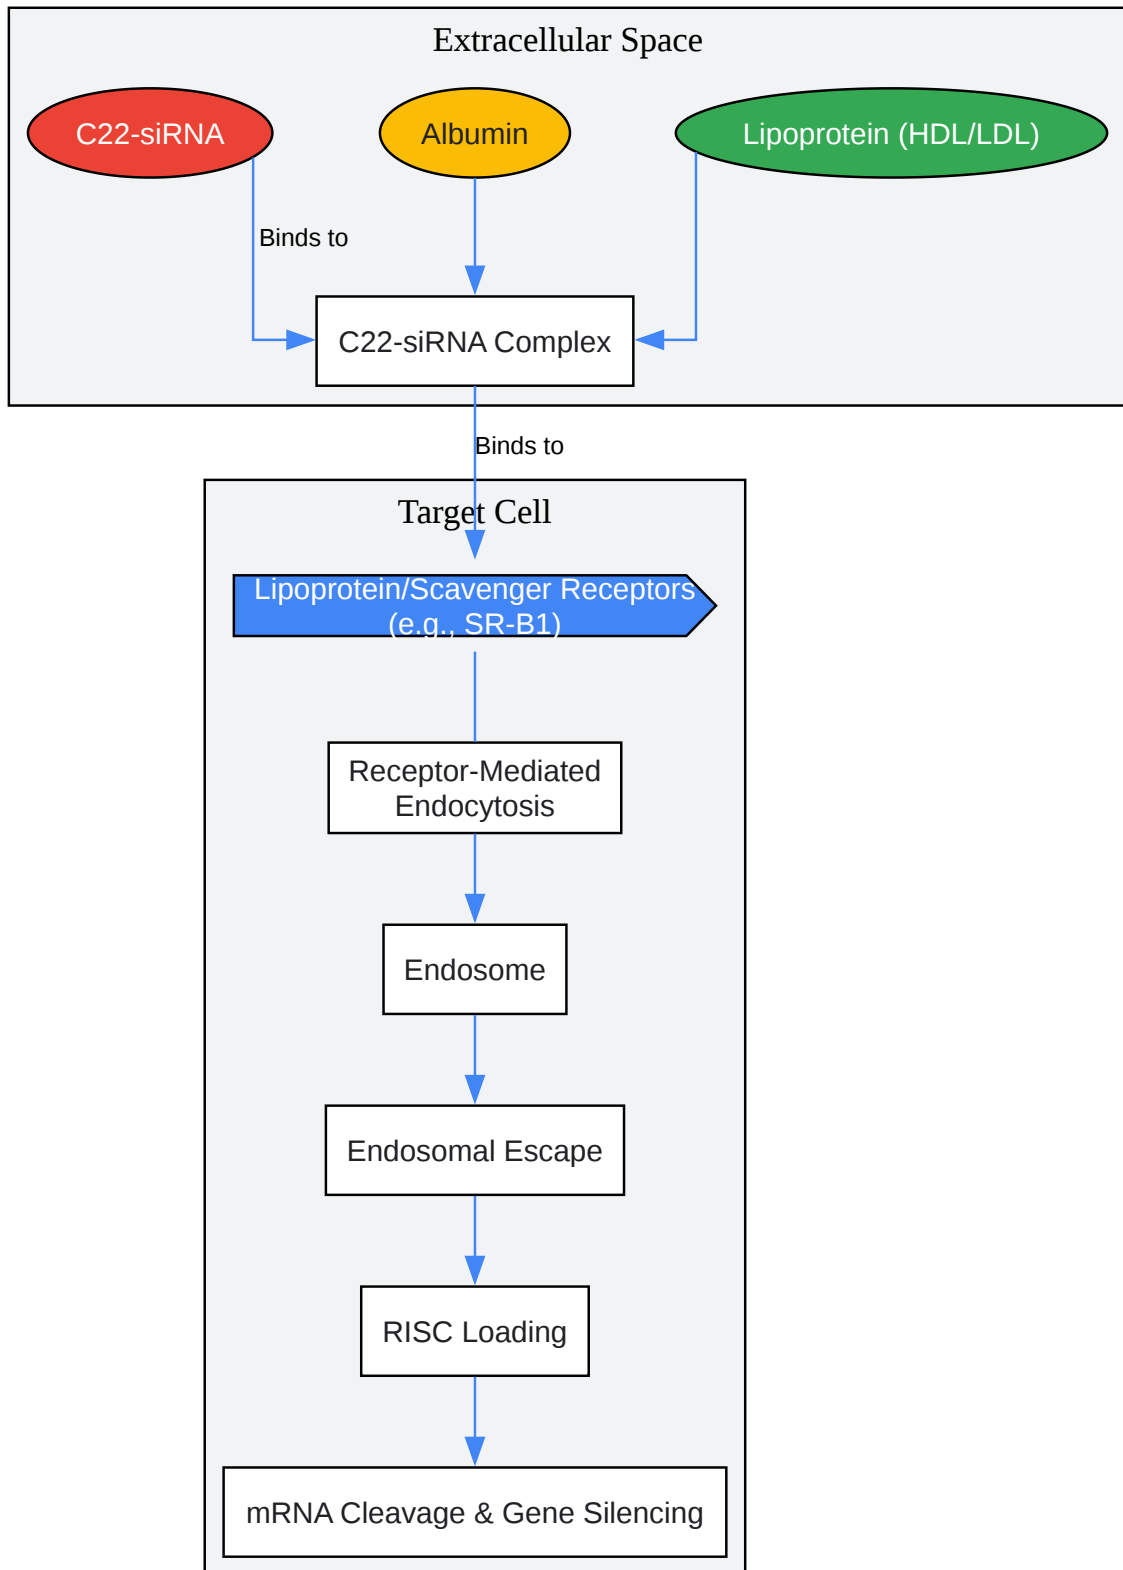 Extracellular Space
C22-siRNA
Albumin
Lipoprotein (HDL/LDL)
Binds to
C22-siRNA Complex
Binds to
Target Cell
Lipoprotein/Scavenger Receptors
(e.g., SR-B1)
Receptor-Mediated
Endocytosis
Endosome
Endosomal Escape
RISC Loading
mRNA Cleavage & Gene Silencing